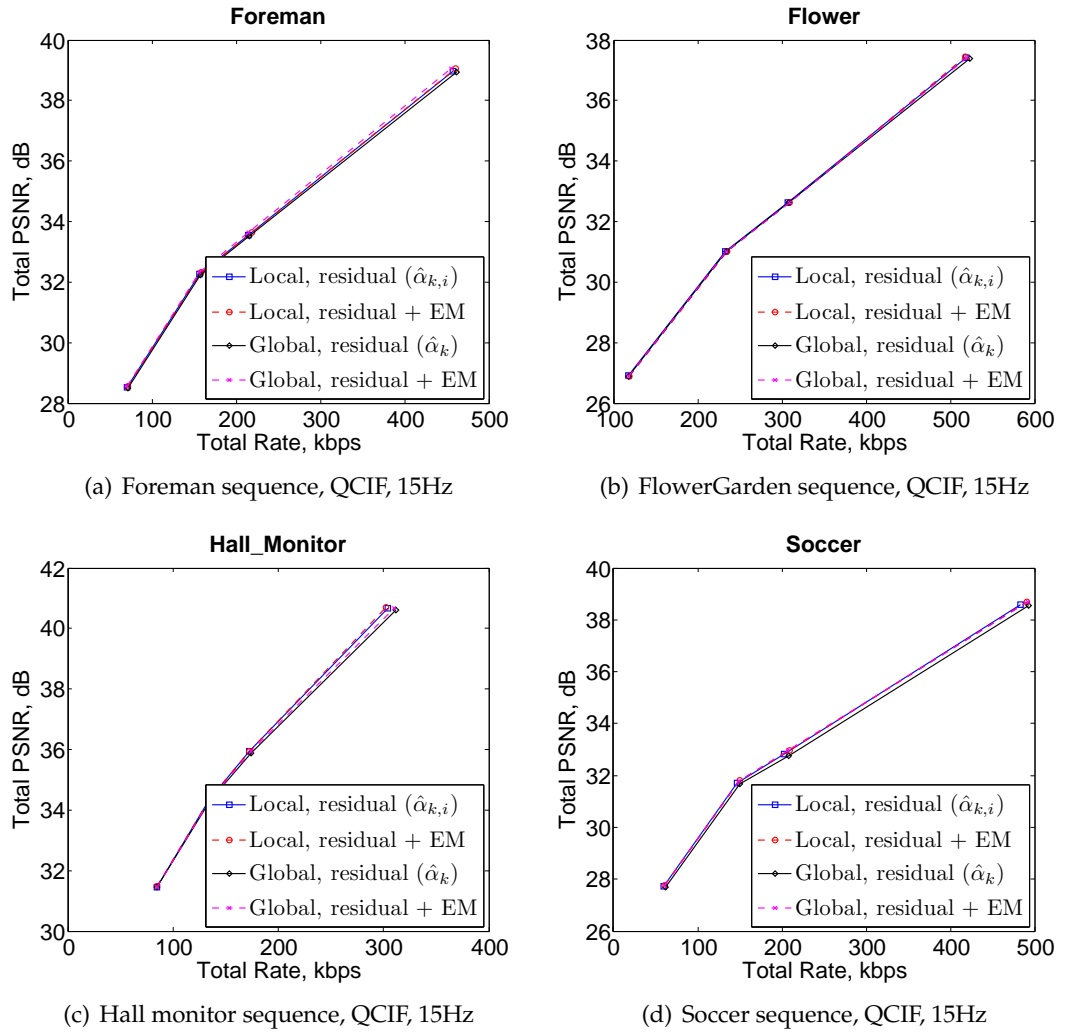 Foreman
40
38
36
34
32
30
28
0
100
200
300
400
500
Total PSNR, dB
Total Rate, kbps
Local, residual (α̂k,i)
Local, residual + EM
Global, residual (α̂k)
Global, residual + EM
(a) Foreman sequence, QCIF, 15Hz
Flower
38
36
34
32
30
28
26
100
200
300
400
500
600
Total PSNR, dB
Total Rate, kbps
Local, residual (α̂k,i)
Local, residual + EM
Global, residual (α̂k)
Global, residual + EM
(b) FlowerGarden sequence, QCIF, 15Hz
Hall_Monitor
42
40
38
36
34
32
30
0
100
200
300
400
Total PSNR, dB
Total Rate, kbps
Local, residual (α̂k,i)
Local, residual + EM
Global, residual (α̂k)
Global, residual + EM
(c) Hall monitor sequence, QCIF, 15Hz
Soccer
40
38
36
34
32
30
28
26
0
100
200
300
400
500
Total PSNR, dB
Total Rate, kbps
Local, residual (α̂k,i)
Local, residual + EM
Global, residual (α̂k)
Global, residual + EM
(d) Soccer sequence, QCIF, 15Hz